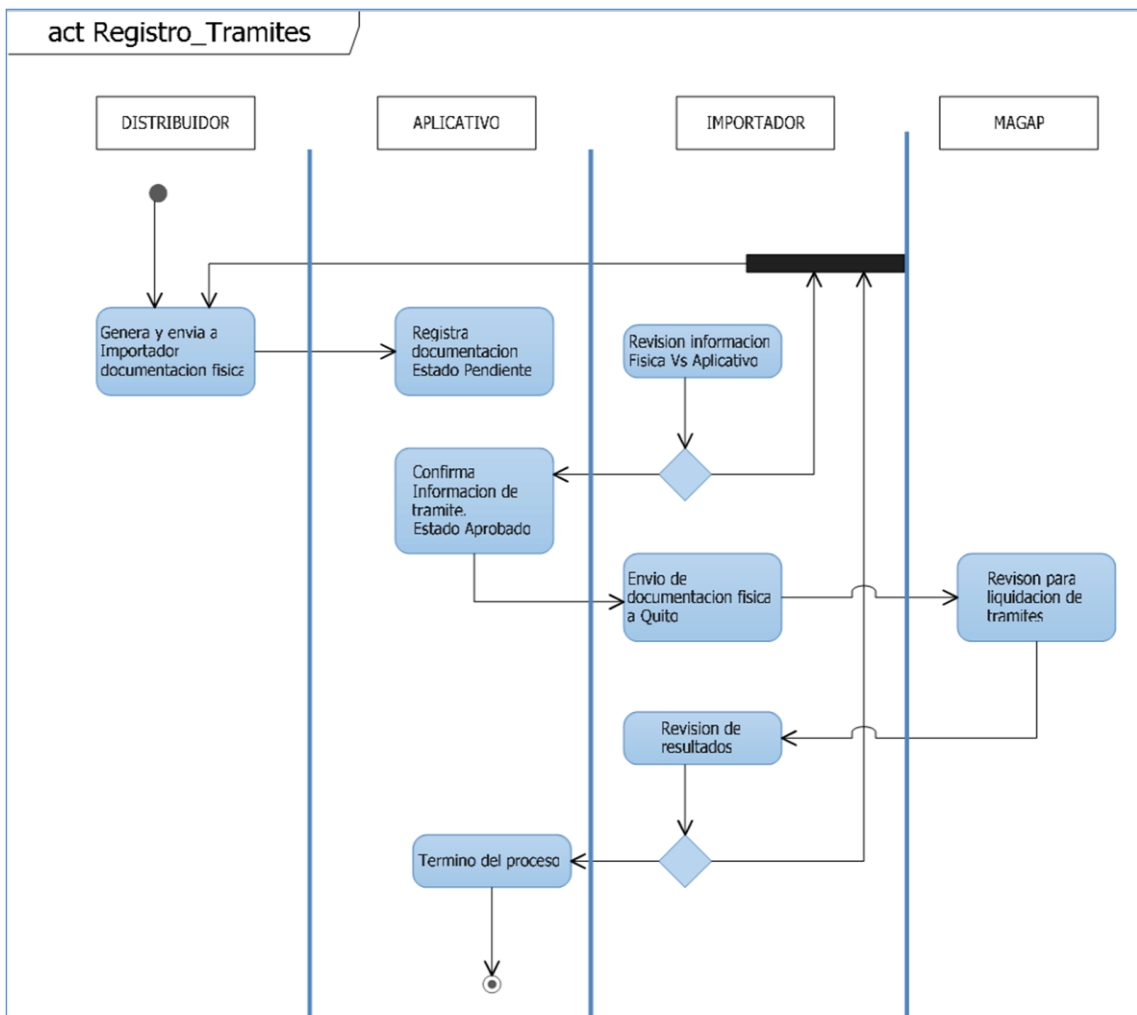 act Registro_Tramites
DISTRIBUIDOR
APLICATIVO
IMPORTADOR
MAGAP
Genera y envia a
Importador
documentacion fisica
Registra
documentacion
Estado Pendiente
Revision informacion
Fisica Vs Aplicativo
Confirma
Informacion de
tramite.
Estado Aprobado
Envio de
documentacion fisica
a Quito
Revison para
liquidacion de
tramites
Revision de
resultados
Termino del proceso